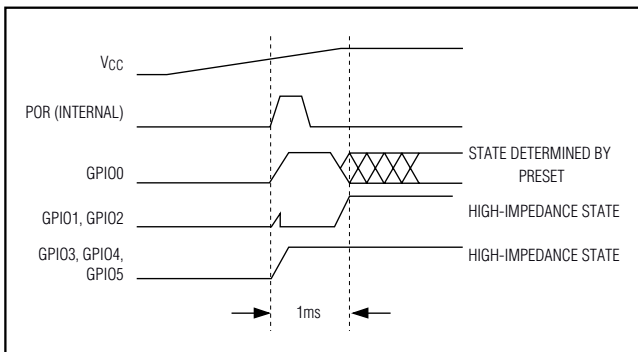 VCC
POR (INTERNAL)
GPIO0
STATE DETERMINED BY
PRESET
GPIO1, GPIO2
HIGH-IMPEDANCE STATE
GPIO3, GPIO4,
GPIO5
HIGH-IMPEDANCE STATE
1ms